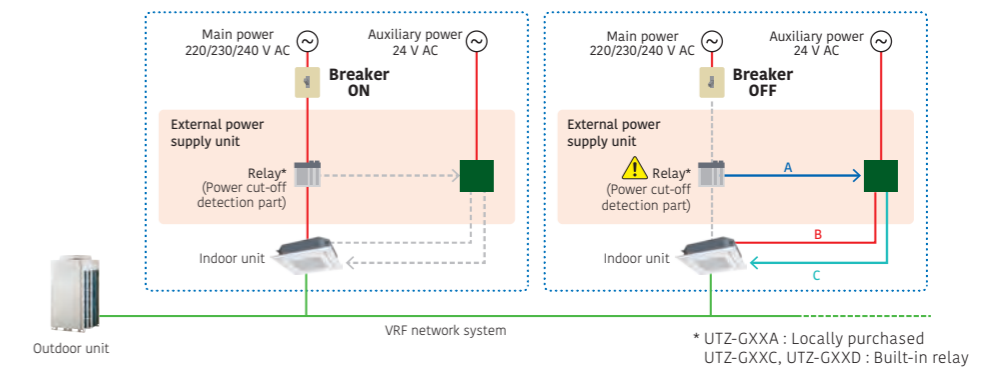 Main power
220/230/240 V AC
Auxiliary power
24 V AC
Breaker
ON
External power
supply unit
Relay*
(Power cut-off
detection part)
Indoor unit
Main power
220/230/240 V AC
Auxiliary power
24 V AC
Breaker
OFF
External power
supply unit
Relay*
(Power cut-off
detection part)
A
B
C
Indoor unit
Outdoor unit
VRF network system
* UTZ-GXXA : Locally purchased
UTZ-GXXC, UTZ-GXXD : Built-in relay